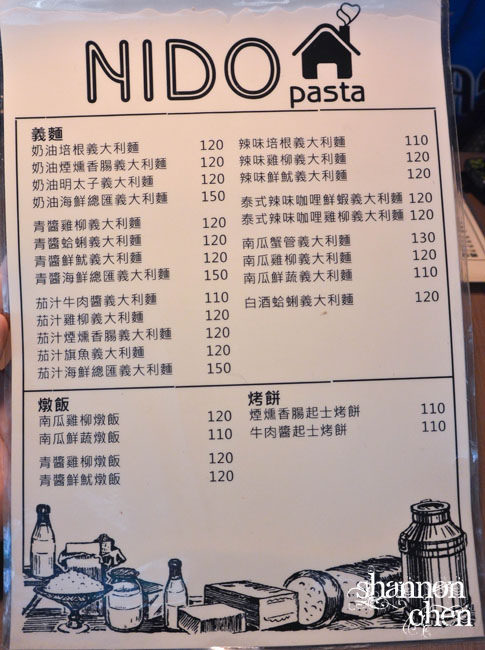 NIDO
pasta
義麵
奶油培根義大利麵 120
奶油煙燻香腸義大利麵 120
奶油明太子義大利麵 120
奶油海鮮總匯義大利麵 150
青醬雞柳義大利麵 120
青醬蛤蜊義大利麵 120
青醬鮮魷義大利麵 120
青醬海鮮總匯義大利麵 150
茄汁牛肉醬義大利麵 110
茄汁雞柳義大利麵 120
茄汁煙燻香腸義大利麵 120
茄汁旗魚義大利麵 120
茄汁海鮮總匯義大利麵 150
辣味培根義大利麵 110
辣味雞柳義大利麵 120
辣味鮮魷義大利麵 120
泰式辣味咖哩鮮蝦義大利麵 120
泰式辣味咖哩雞柳義大利麵 120
南瓜蟹管義大利麵 130
南瓜雞柳義大利麵 120
南瓜鮮蔬義大利麵 110
白酒蛤蜊義大利麵 120
燉飯
南瓜雞柳燉飯 120
南瓜鮮蔬燉飯 110
青醬雞柳燉飯 120
青醬鮮魷燉飯 120
烤餅
煙燻香腸起士烤餅 110
牛肉醬起士烤餅 110
shannon
chen